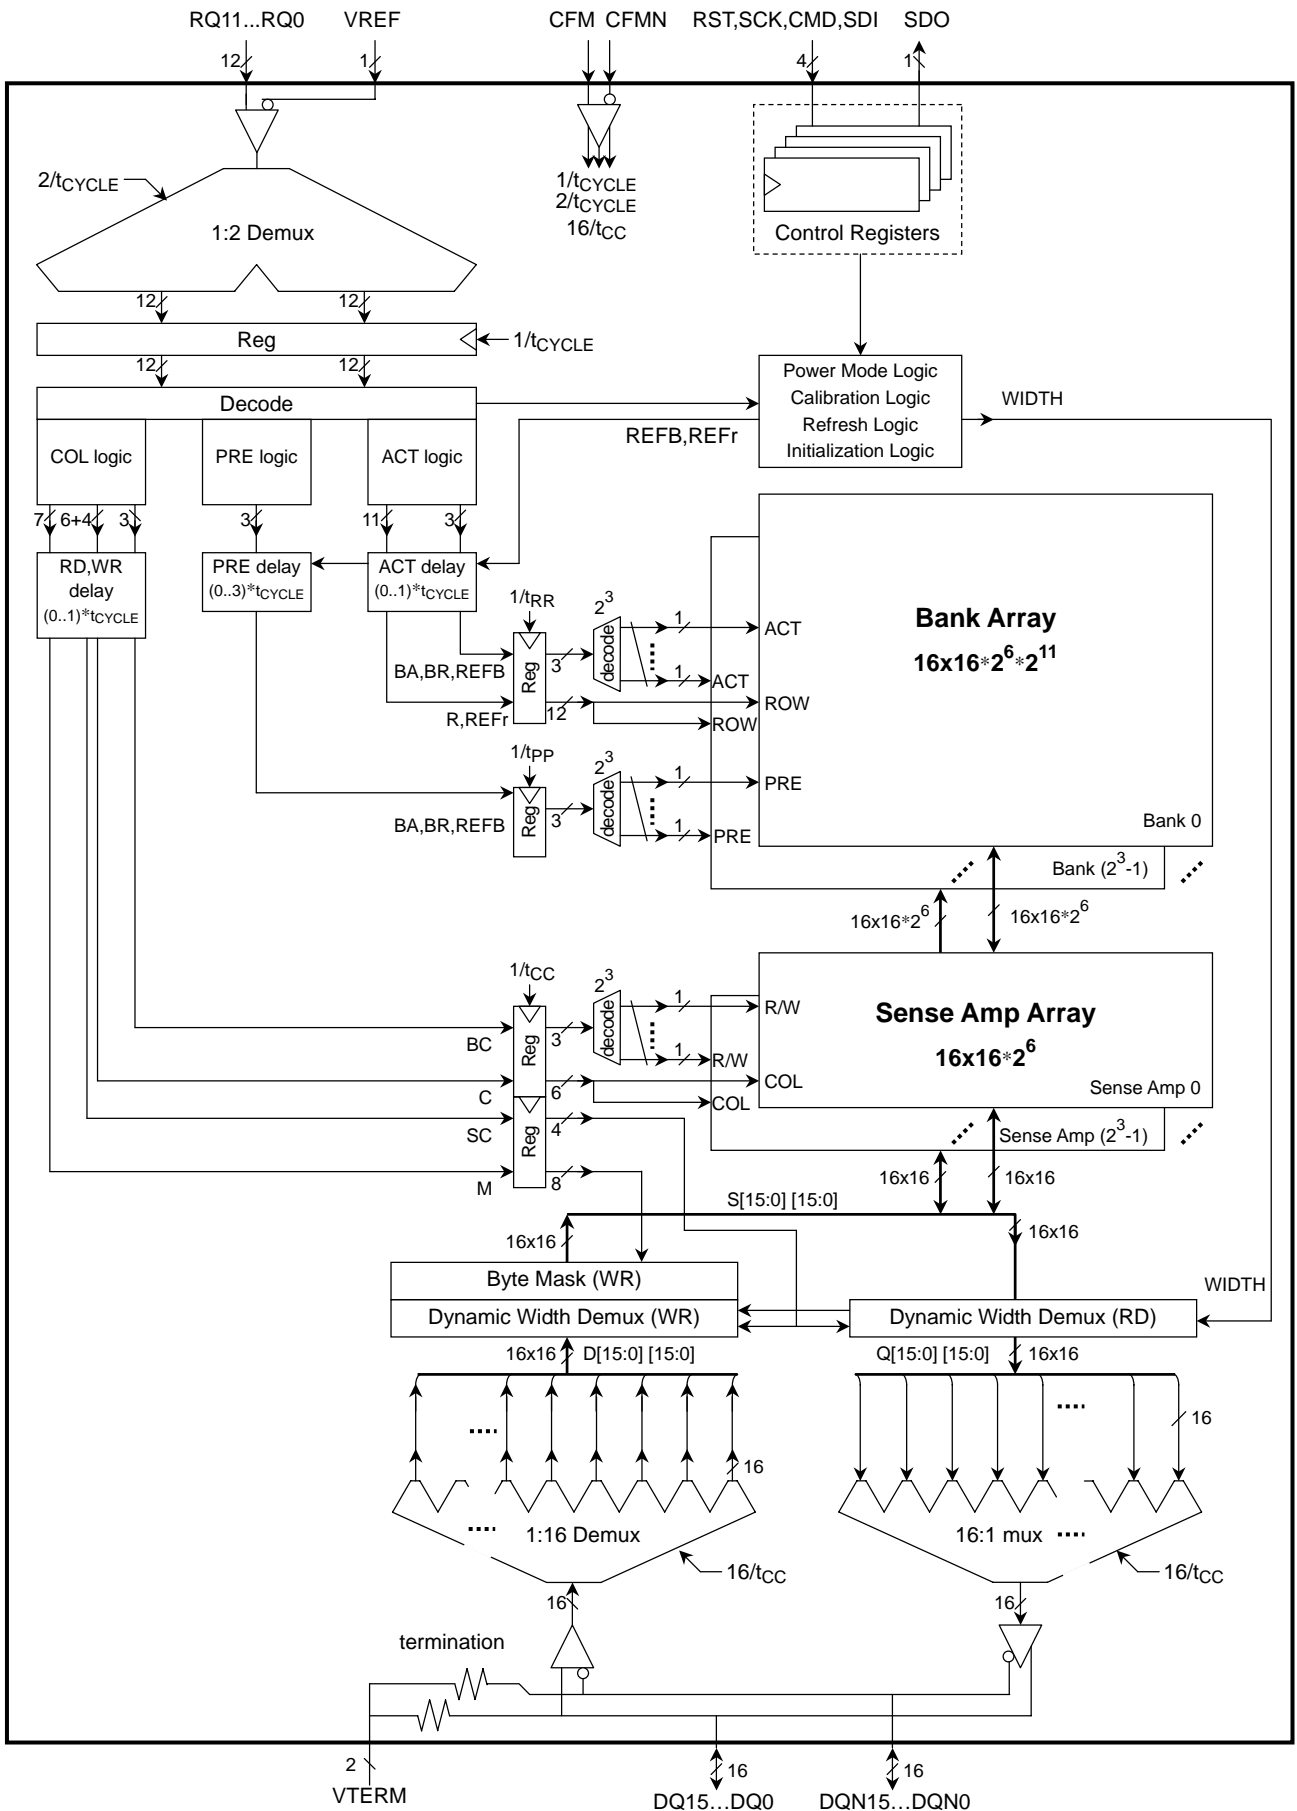 RQ11...RQ0 VREF CFM CFMN RST,SCK,CMD,SDI SDO
12 1 4 1
2/tCYCLE
1:2 Demux
1/tCYCLE
2/tCYCLE
16/tCC
Control Registers
12 12
Reg
1/tCYCLE
12 12
Decode
COL logic
PRE logic
ACT logic
REFB,REFr
Power Mode Logic
Calibration Logic
Refresh Logic
Initialization Logic
WIDTH
7 6+4 3 3 11 3
RD,WR
delay
(0..1)*tCYCLE
PRE delay
(0..3)*tCYCLE
ACT delay
(0..1)*tCYCLE
1/tRR
Reg
BA,BR,REFB
R,REFr
3
12
2^3
decode
1
1
ACT
ACT
ROW
ROW
Bank Array
16x16*2^6*2^11
1/tPP
Reg
BA,BR,REFB
3
2^3
decode
1
1
PRE
PRE
Bank 0
Bank (2^3-1)
16x16*2^6
16x16*2^6
1/tCC
Reg
BC
C
3
6
2^3
decode
1
1
R/W
R/W
COL
COL
Sense Amp Array
16x16*2^6
Sense Amp 0
Sense Amp (2^3-1)
Reg
SC
M
4
8
16x16
16x16
S[15:0] [15:0]
16x16
16x16
Byte Mask (WR)
Dynamic Width Demux (WR)
Dynamic Width Demux (RD)
WIDTH
16x16 D[15:0] [15:0]
Q[15:0] [15:0] 16x16
16
16
1:16 Demux
16:1 mux
16/tCC
16/tCC
16
16
termination
2
VTERM
16
DQ15...DQ0
16
DQN15...DQN0